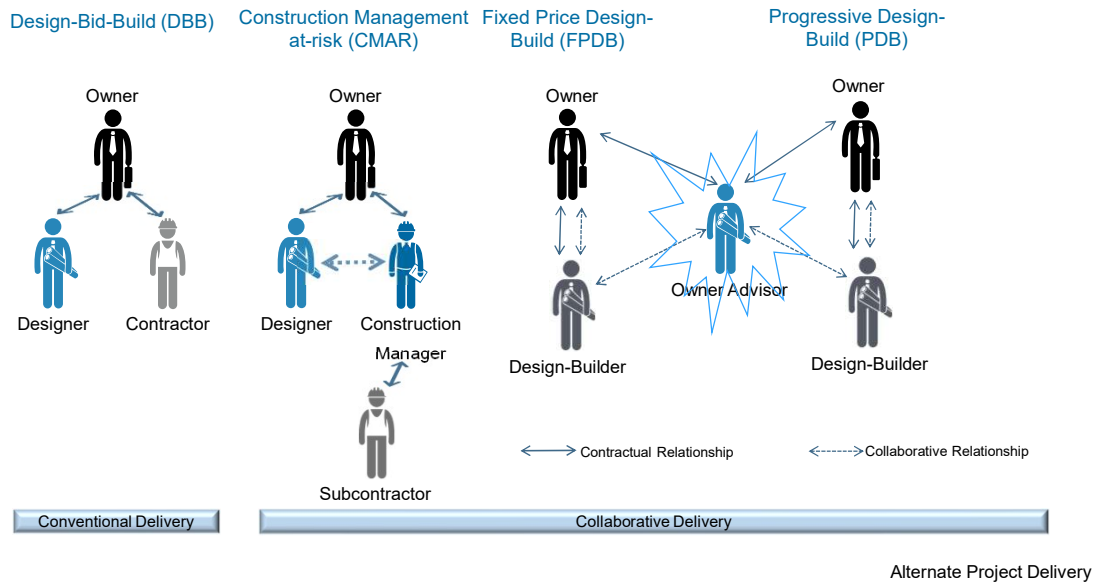 Design-Bid-Build (DBB)
Construction Management
at-risk (CMAR)
Fixed Price Design-
Build (FPDB)
Progressive Design-
Build (PDB)
Owner
Owner
Owner
Owner
Designer
Contractor
Designer
Construction
Manager
Owner Advisor
Design-Builder
Design-Builder
Subcontractor
Contractual Relationship
Collaborative Relationship
Conventional Delivery
Collaborative Delivery
Alternate Project Delivery